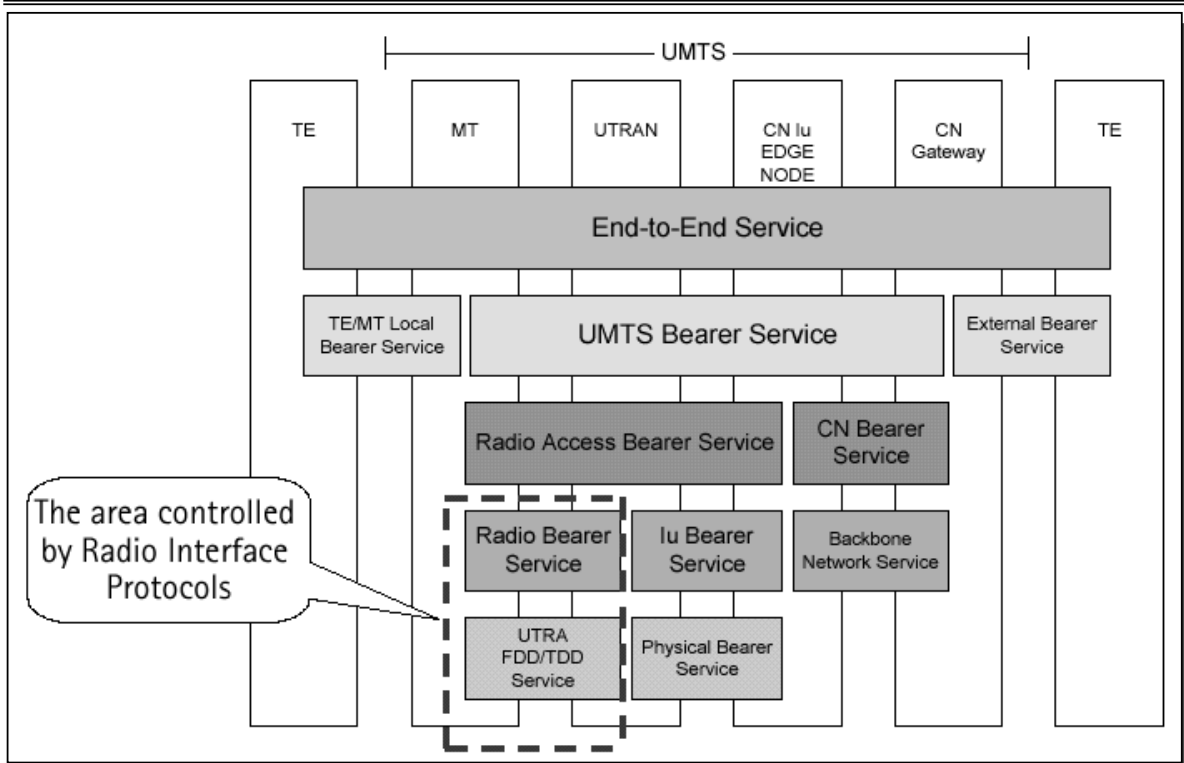 UMTS
TE
MT
UTRAN
CN Iu
EDGE
NODE
CN
Gateway
TE
End-to-End Service
TE/MT Local
Bearer Service
UMTS Bearer Service
External Bearer
Service
Radio Access Bearer Service
CN Bearer
Service
The area controlled
by Radio Interface
Protocols
Radio Bearer
Service
Iu Bearer
Service
Backbone
Network Service
UTRA
FDD/TDD
Service
Physical Bearer
Service